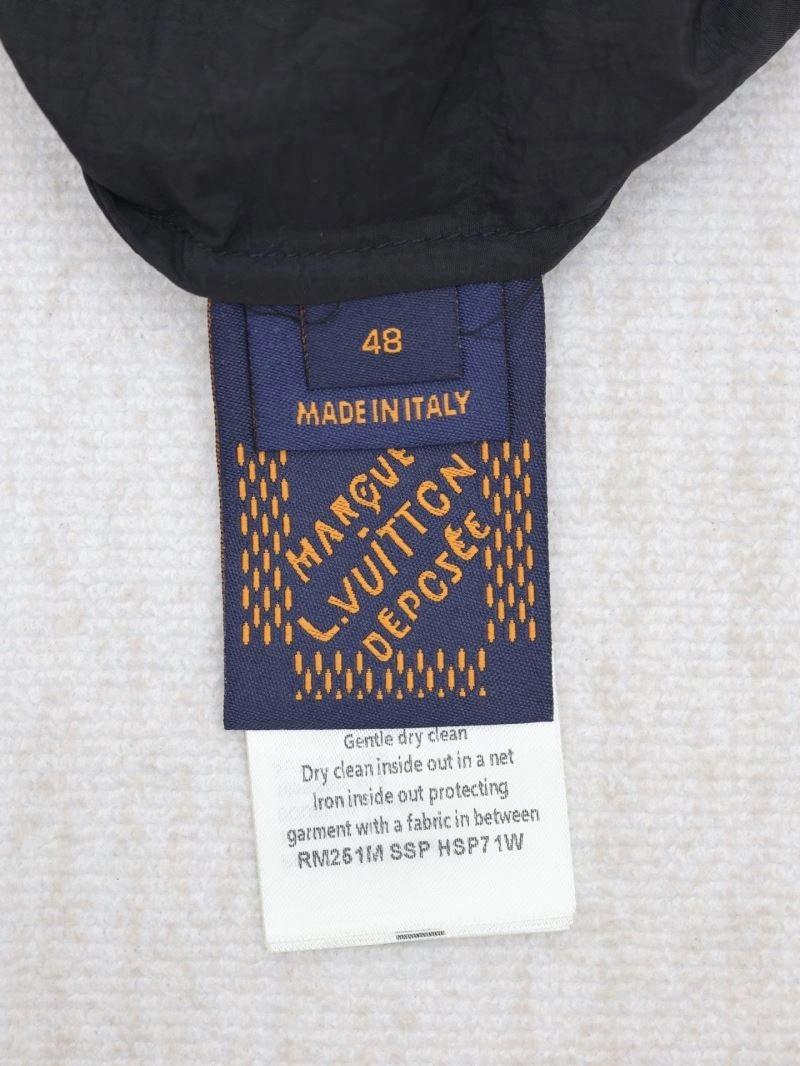 48
MADE IN ITALY
MARQUE
L.VUITTON
DÉPOSÉE
Gentle dry clean
Dry clean inside out in a net
Iron inside out protecting
garment with a fabric in between
RM251M SSP HSP71W